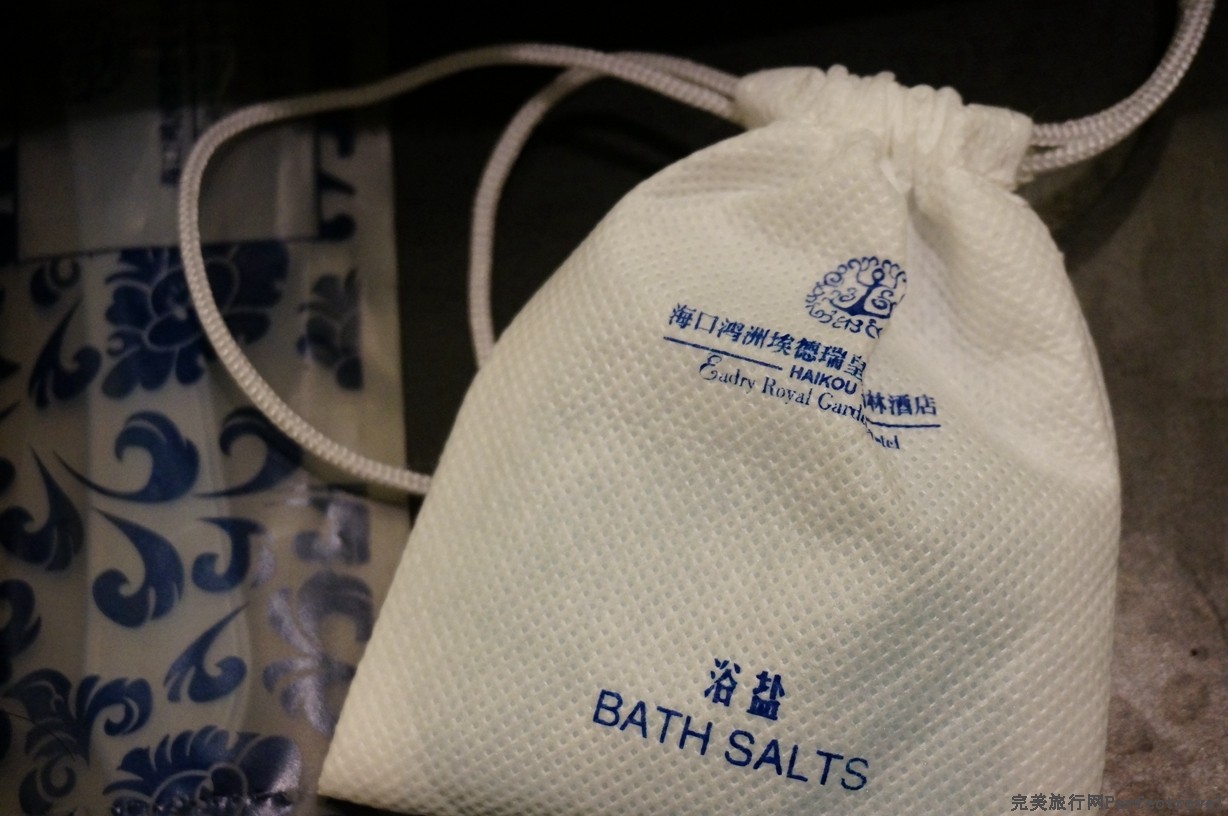 海口鸿洲埃德瑞皇 林酒店
HAIKOU
Eadry Royal Garde tel
浴盐
BATH SALTS
完美旅行网